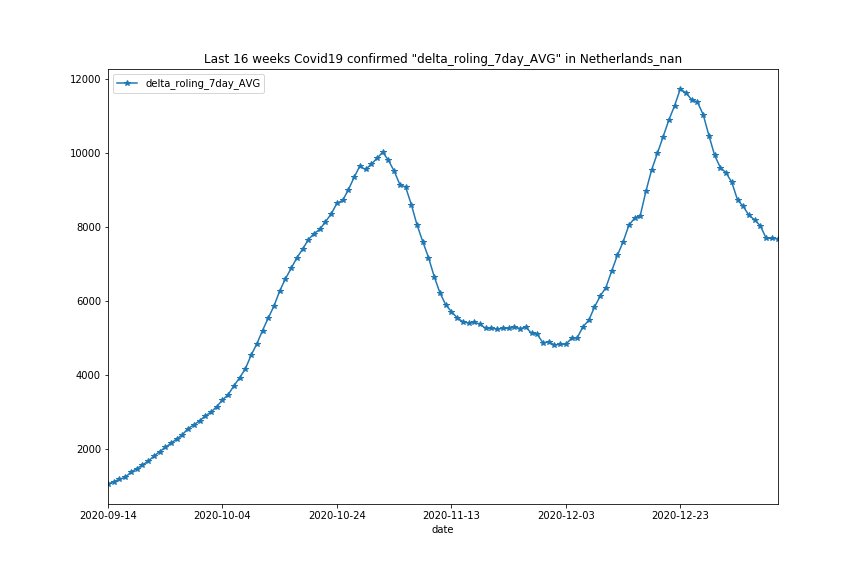 Last 16 weeks Covid19 confirmed "delta_roling_7day_AVG" in Netherlands_nan
delta_roling_7day_AVG
12000
10000
8000
6000
4000
2000
2020-09-14 2020-10-04 2020-10-24 2020-11-13 2020-12-03 2020-12-23
date